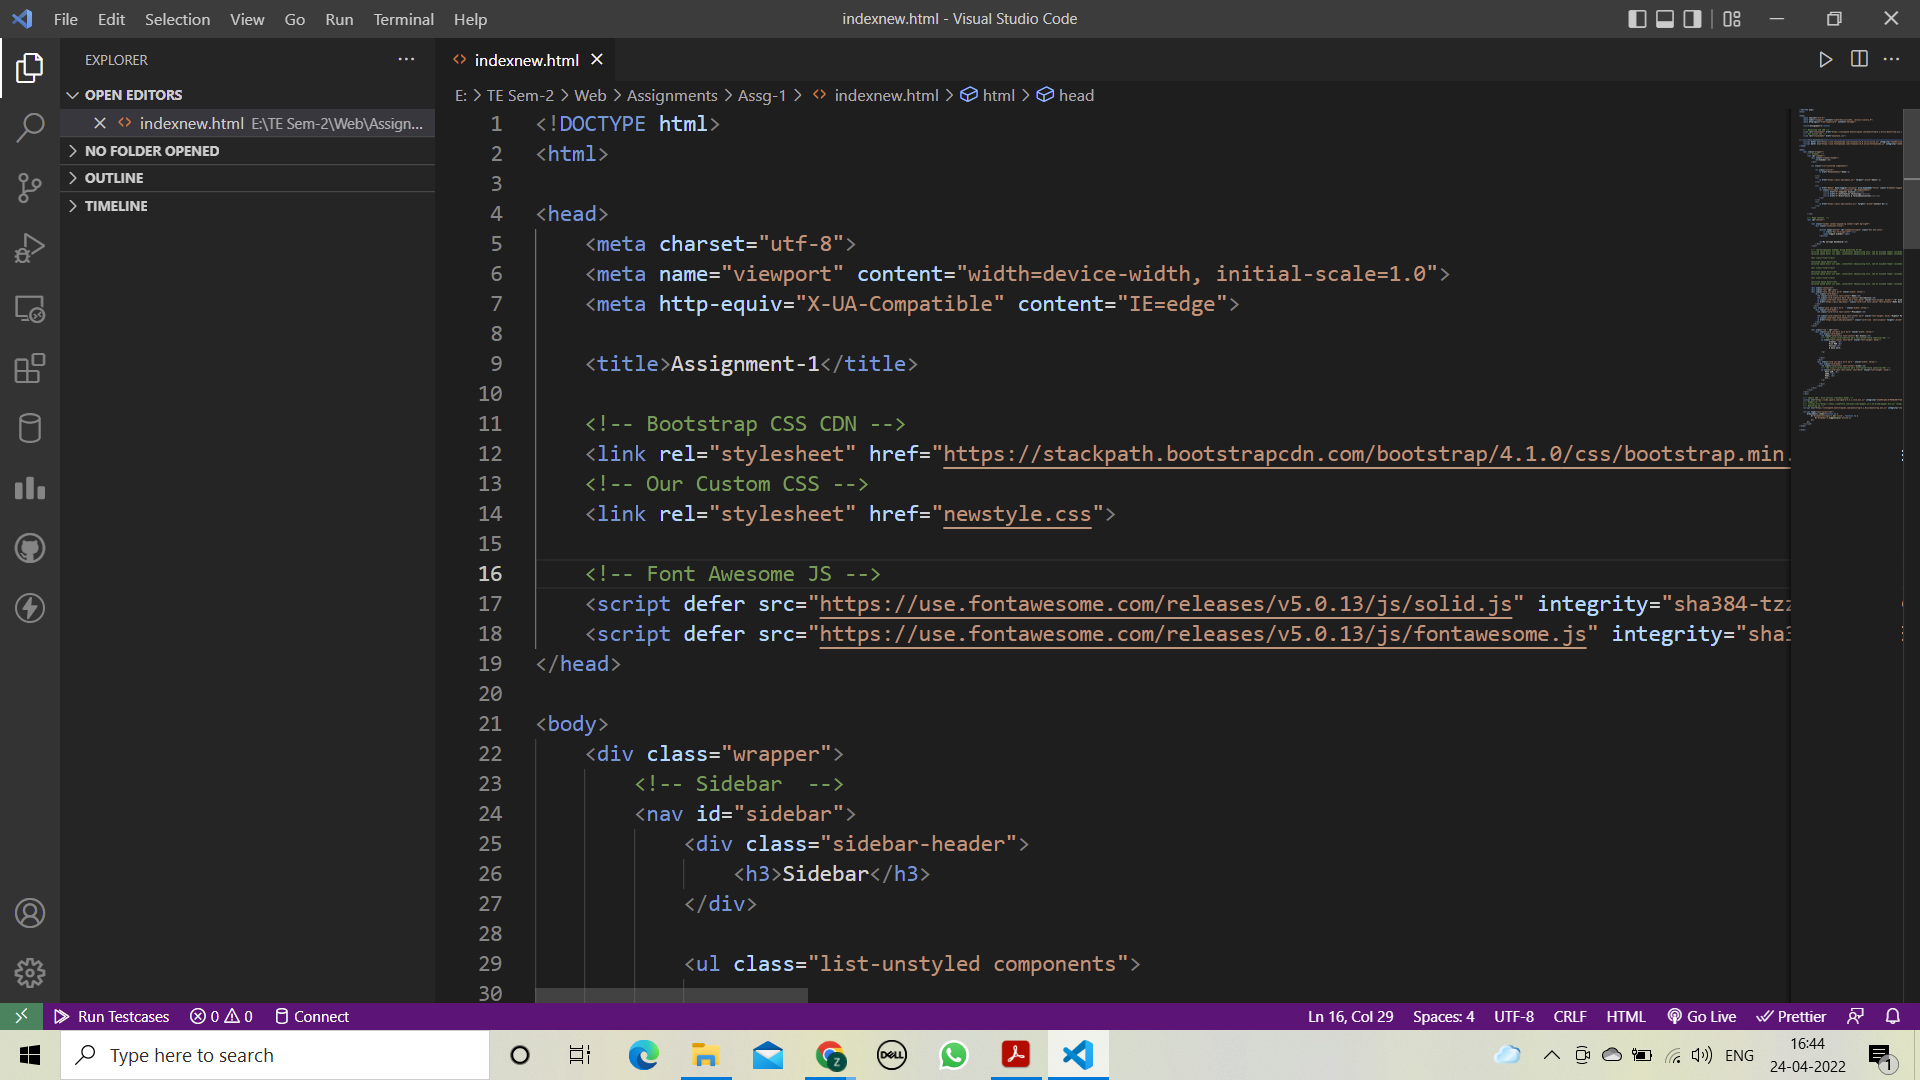 File Edit Selection View Go Run Terminal Help
indexnew.html - Visual Studio Code
EXPLORER
OPEN EDITORS
indexnew.html E:\TE Sem-2\Web\Assign...
NO FOLDER OPENED
OUTLINE
TIMELINE
indexnew.html
E: > TE Sem-2 > Web > Assignments > Assg-1 > indexnew.html > html > head
1 <!DOCTYPE html>
2 <html>
3
4 <head>
5 <meta charset="utf-8">
6 <meta name="viewport" content="width=device-width, initial-scale=1.0">
7 <meta http-equiv="X-UA-Compatible" content="IE=edge">
8
9 <title>Assignment-1</title>
10
11 <!-- Bootstrap CSS CDN -->
12 <link rel="stylesheet" href="https://stackpath.bootstrapcdn.com/bootstrap/4.1.0/css/bootstrap.min.
13 <!-- Our Custom CSS -->
14 <link rel="stylesheet" href="newstyle.css">
15
16 <!-- Font Awesome JS -->
17 <script defer src="https://use.fontawesome.com/releases/v5.0.13/js/solid.js" integrity="sha384-tzz
18 <script defer src="https://use.fontawesome.com/releases/v5.0.13/js/fontawesome.js" integrity="sha3
19 </head>
20
21 <body>
22 <div class="wrapper">
23 <!-- Sidebar  -->
24 <nav id="sidebar">
25 <div class="sidebar-header">
26 <h3>Sidebar</h3>
27 </div>
28
29 <ul class="list-unstyled components">
30
Run Testcases 0 0 Connect
Ln 16, Col 29 Spaces: 4 UTF-8 CRLF HTML Go Live Prettier
Type here to search
DELL
ENG
16:44
24-04-2022
1